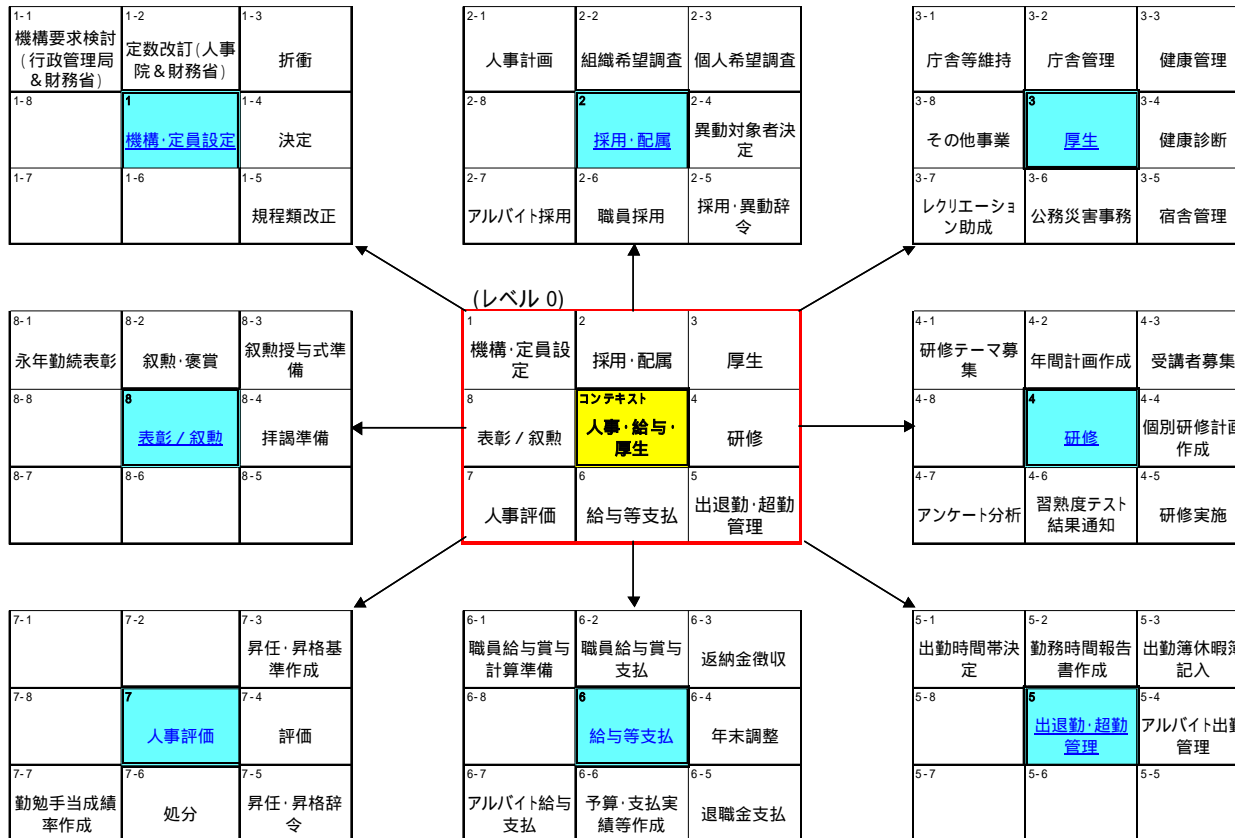 1-1
機構要求検討
(行政管理局
&財務省)
1-2
定数改訂(人事
院&財務省)
1-3
折衝
1-8
1
機構・定員設定
1-4
決定
1-7
1-6
1-5
規程類改正
2-1
人事計画
2-2
組織希望調査
2-3
個人希望調査
2-8
2
採用・配属
2-4
異動対象者決
定
2-7
アルバイト採用
2-6
職員採用
2-5
採用・異動辞
令
3-1
庁舎等維持
3-2
庁舎管理
3-3
健康管理
3-8
その他事業
3
厚生
3-4
健康診断
3-7
レクリエーショ
ン助成
3-6
公務災害事務
3-5
宿舎管理
8-1
永年勤続表彰
8-2
叙勲・褒賞
8-3
叙勲授与式準
備
8-8
8
表彰/叙勲
8-4
拝謁準備
8-7
8-6
8-5
(レベル 0)
1
機構・定員設
定
2
採用・配属
3
厚生
8
表彰/叙勲
コンテキスト
人事・給与・
厚生
4
研修
7
人事評価
6
給与等支払
5
出退勤・超勤
管理
4-1
研修テーマ募
集
4-2
年間計画作成
4-3
受講者募集
4-8
4
研修
4-4
個別研修計画
作成
4-7
アンケート分析
4-6
習熟度テスト
結果通知
4-5
研修実施
7-1
7-2
7-3
昇任・昇格基
準作成
7-8
7
人事評価
7-4
評価
7-7
勤勉手当成績
率作成
7-6
処分
7-5
昇任・昇格辞
令
6-1
職員給与賞与
計算準備
6-2
職員給与賞与
支払
6-3
返納金徴収
6-8
6
給与等支払
6-4
年末調整
6-7
アルバイト給与
支払
6-6
予算・支払実
績等作成
6-5
退職金支払
5-1
出勤時間帯決
定
5-2
勤務時間報告
書作成
5-3
出勤簿休暇簿
記入
5-8
5
出退勤・超勤
管理
5-4
アルバイト出勤
管理
5-7
5-6
5-5